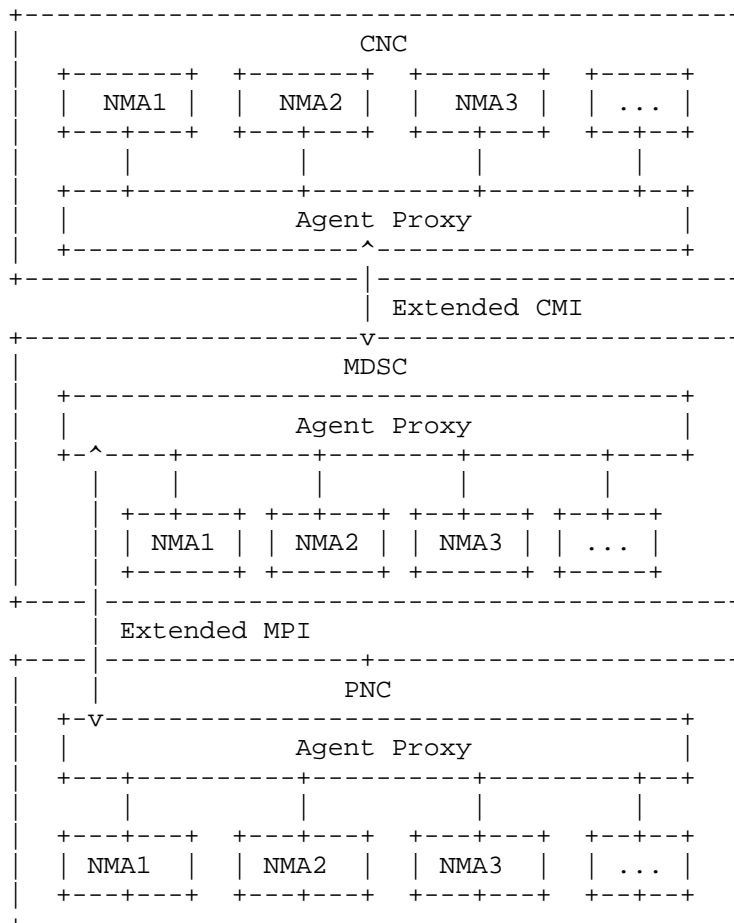 CNC
NMA1 NMA2 NMA3 ...
Agent Proxy
Extended CMI
MDSC
Agent Proxy
NMA1 NMA2 NMA3 ...
Extended MPI
PNC
Agent Proxy
NMA1 NMA2 NMA3 ...